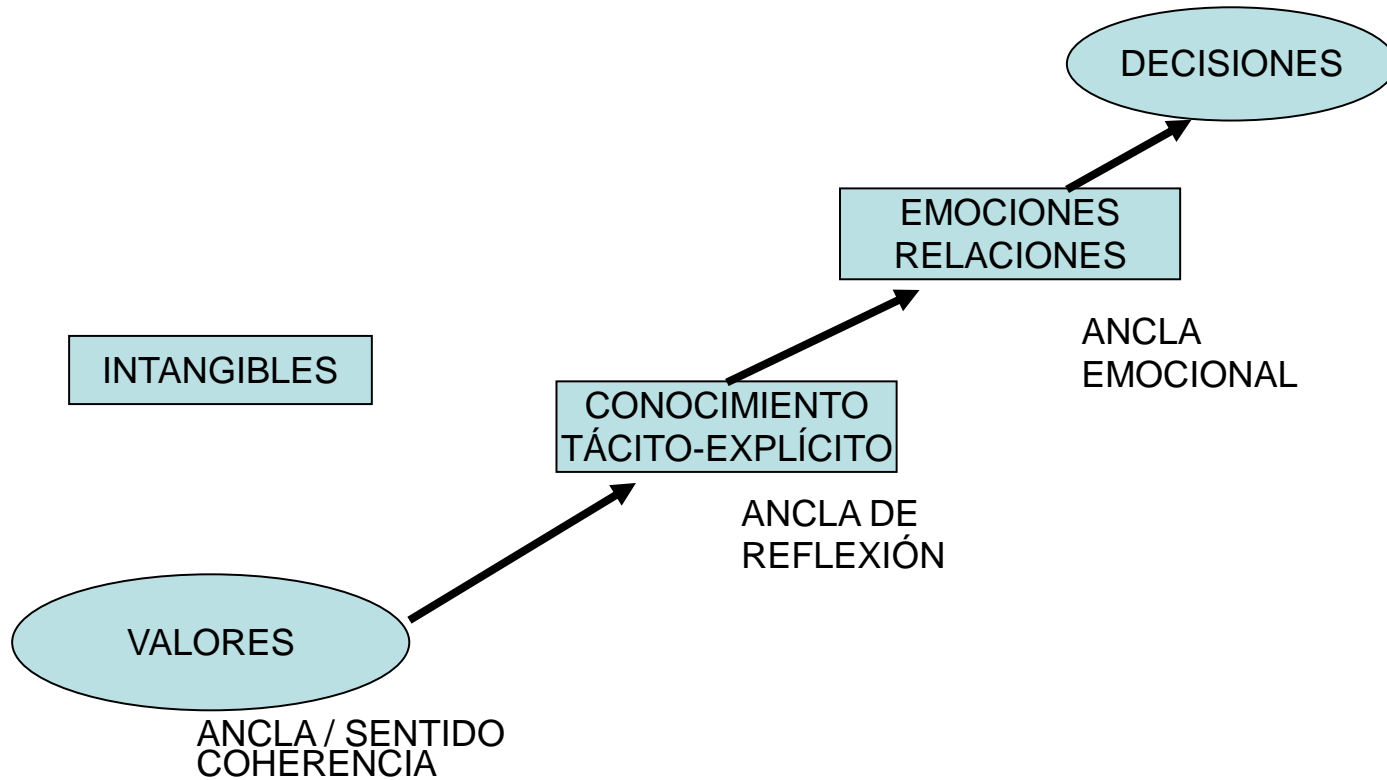 DECISIONES
EMOCIONES
RELACIONES
ANCLA
EMOCIONAL
INTANGIBLES
CONOCIMIENTO
TÁCITO-EXPLÍCITO
ANCLA DE
REFLEXIÓN
VALORES
ANCLA / SENTIDO
COHERENCIA